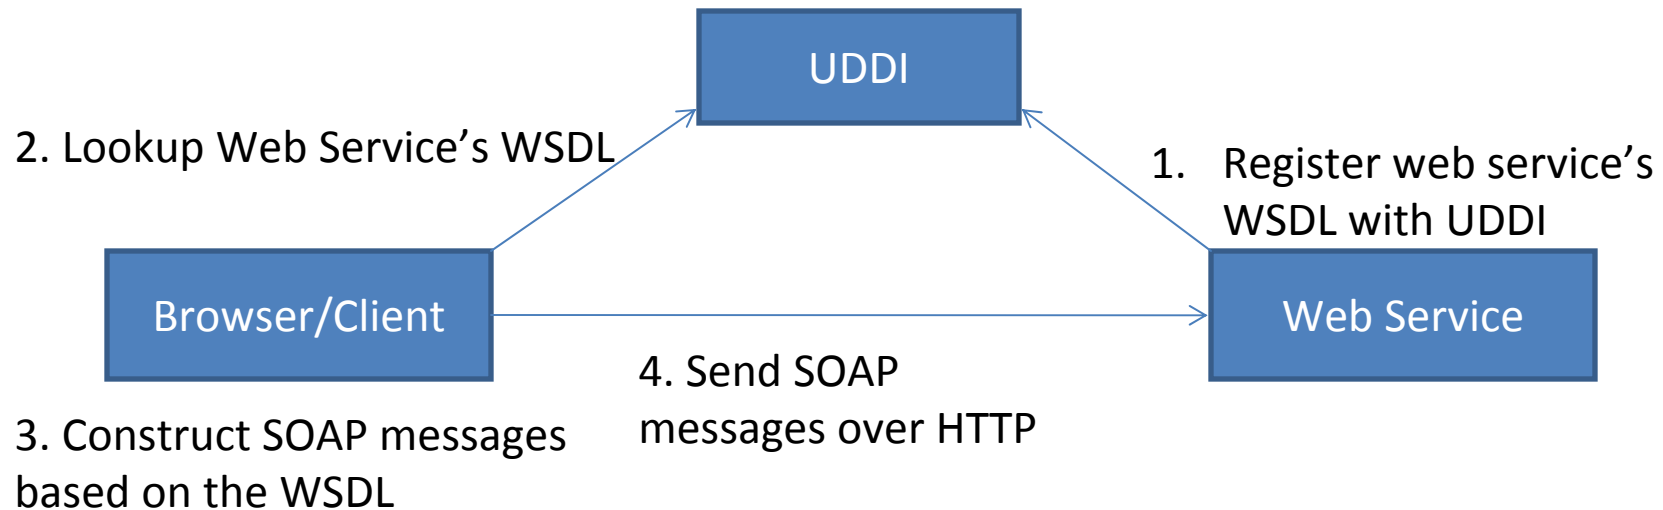 UDDI
2. Lookup Web Service’s WSDL
1. Register web service’s
WSDL with UDDI
Browser/Client
Web Service
4. Send SOAP
messages over HTTP
3. Construct SOAP messages
based on the WSDL